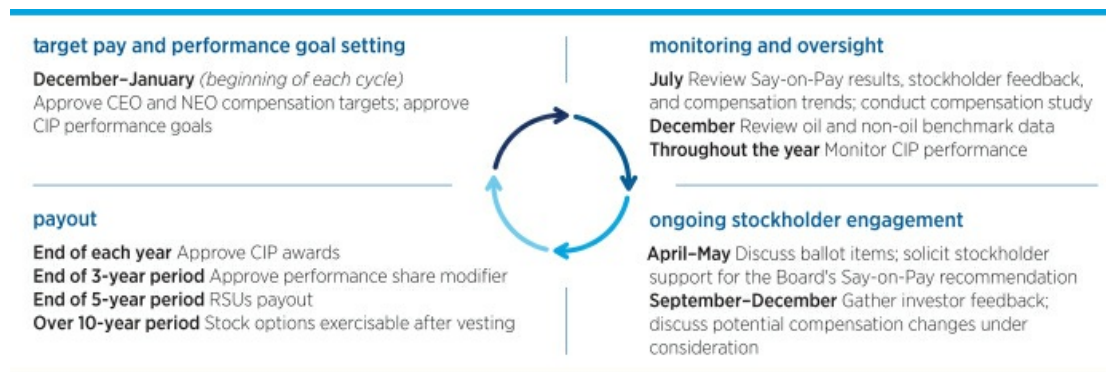 target pay and performance goal setting
December–January (beginning of each cycle)
Approve CEO and NEO compensation targets; approve
CIP performance goals
monitoring and oversight
July Review Say-on-Pay results, stockholder feedback,
and compensation trends; conduct compensation study
December Review oil and non-oil benchmark data
Throughout the year Monitor CIP performance
payout
End of each year Approve CIP awards
End of 3-year period Approve performance share modifier
End of 5-year period RSUs payout
Over 10-year period Stock options exercisable after vesting
ongoing stockholder engagement
April–May Discuss ballot items; solicit stockholder
support for the Board's Say-on-Pay recommendation
September–December Gather investor feedback;
discuss potential compensation changes under
consideration